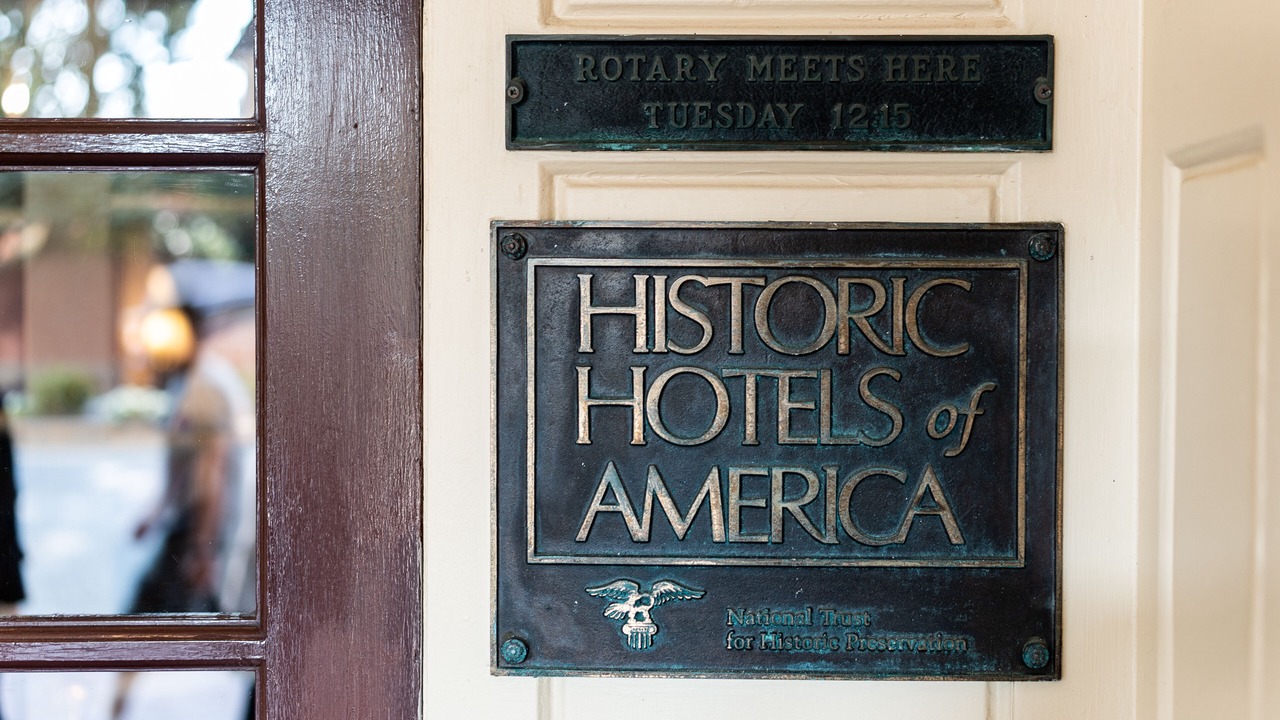 ROTARY MEETS HERE
TUESDAY 12:15
HISTORIC
HOTELS of
AMERICA
National Trust
for Historic Preservation